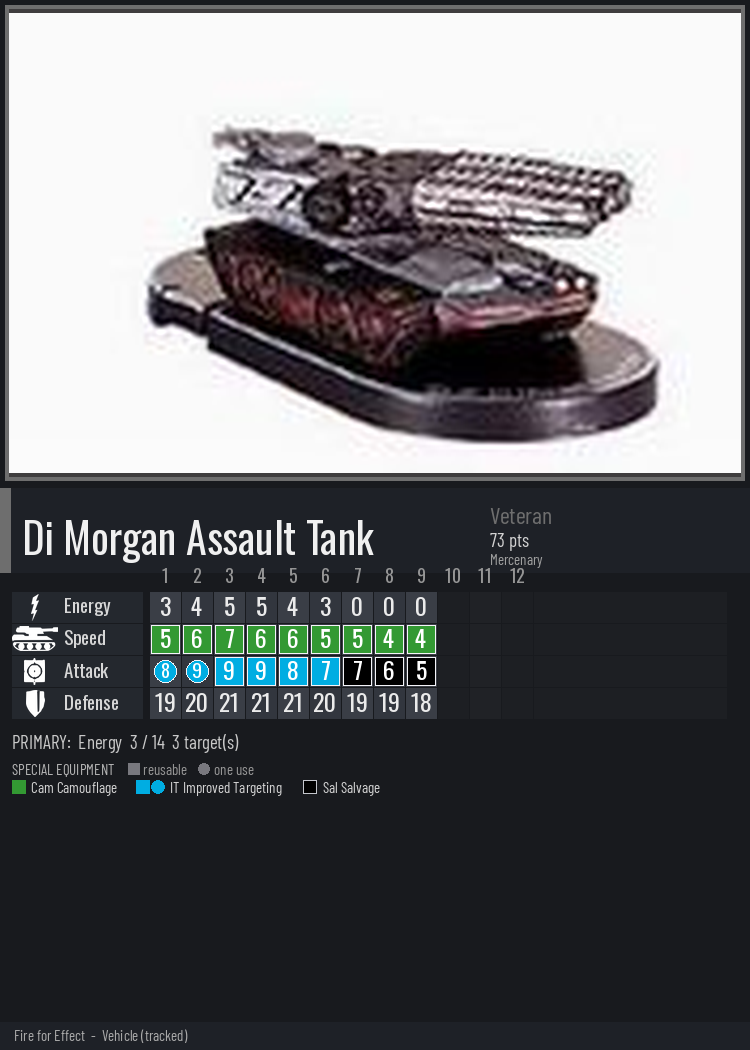 Di Morgan Assault Tank
Veteran
73 pts
Mercenary
1 2 3 4 5 6 7 8 9 10 11 12
Energy 3 4 5 5 4 3 0 0 0
Speed 5 6 7 6 6 5 5 4 4
Attack 8 9 9 9 8 7 7 6 5
Defense 19 20 21 21 21 20 19 19 18
PRIMARY: Energy 3 / 14 3 target(s)
SPECIAL EQUIPMENT reusable one use
Cam Camouflage IT Improved Targeting Sal Salvage
Fire for Effect - Vehicle (tracked)